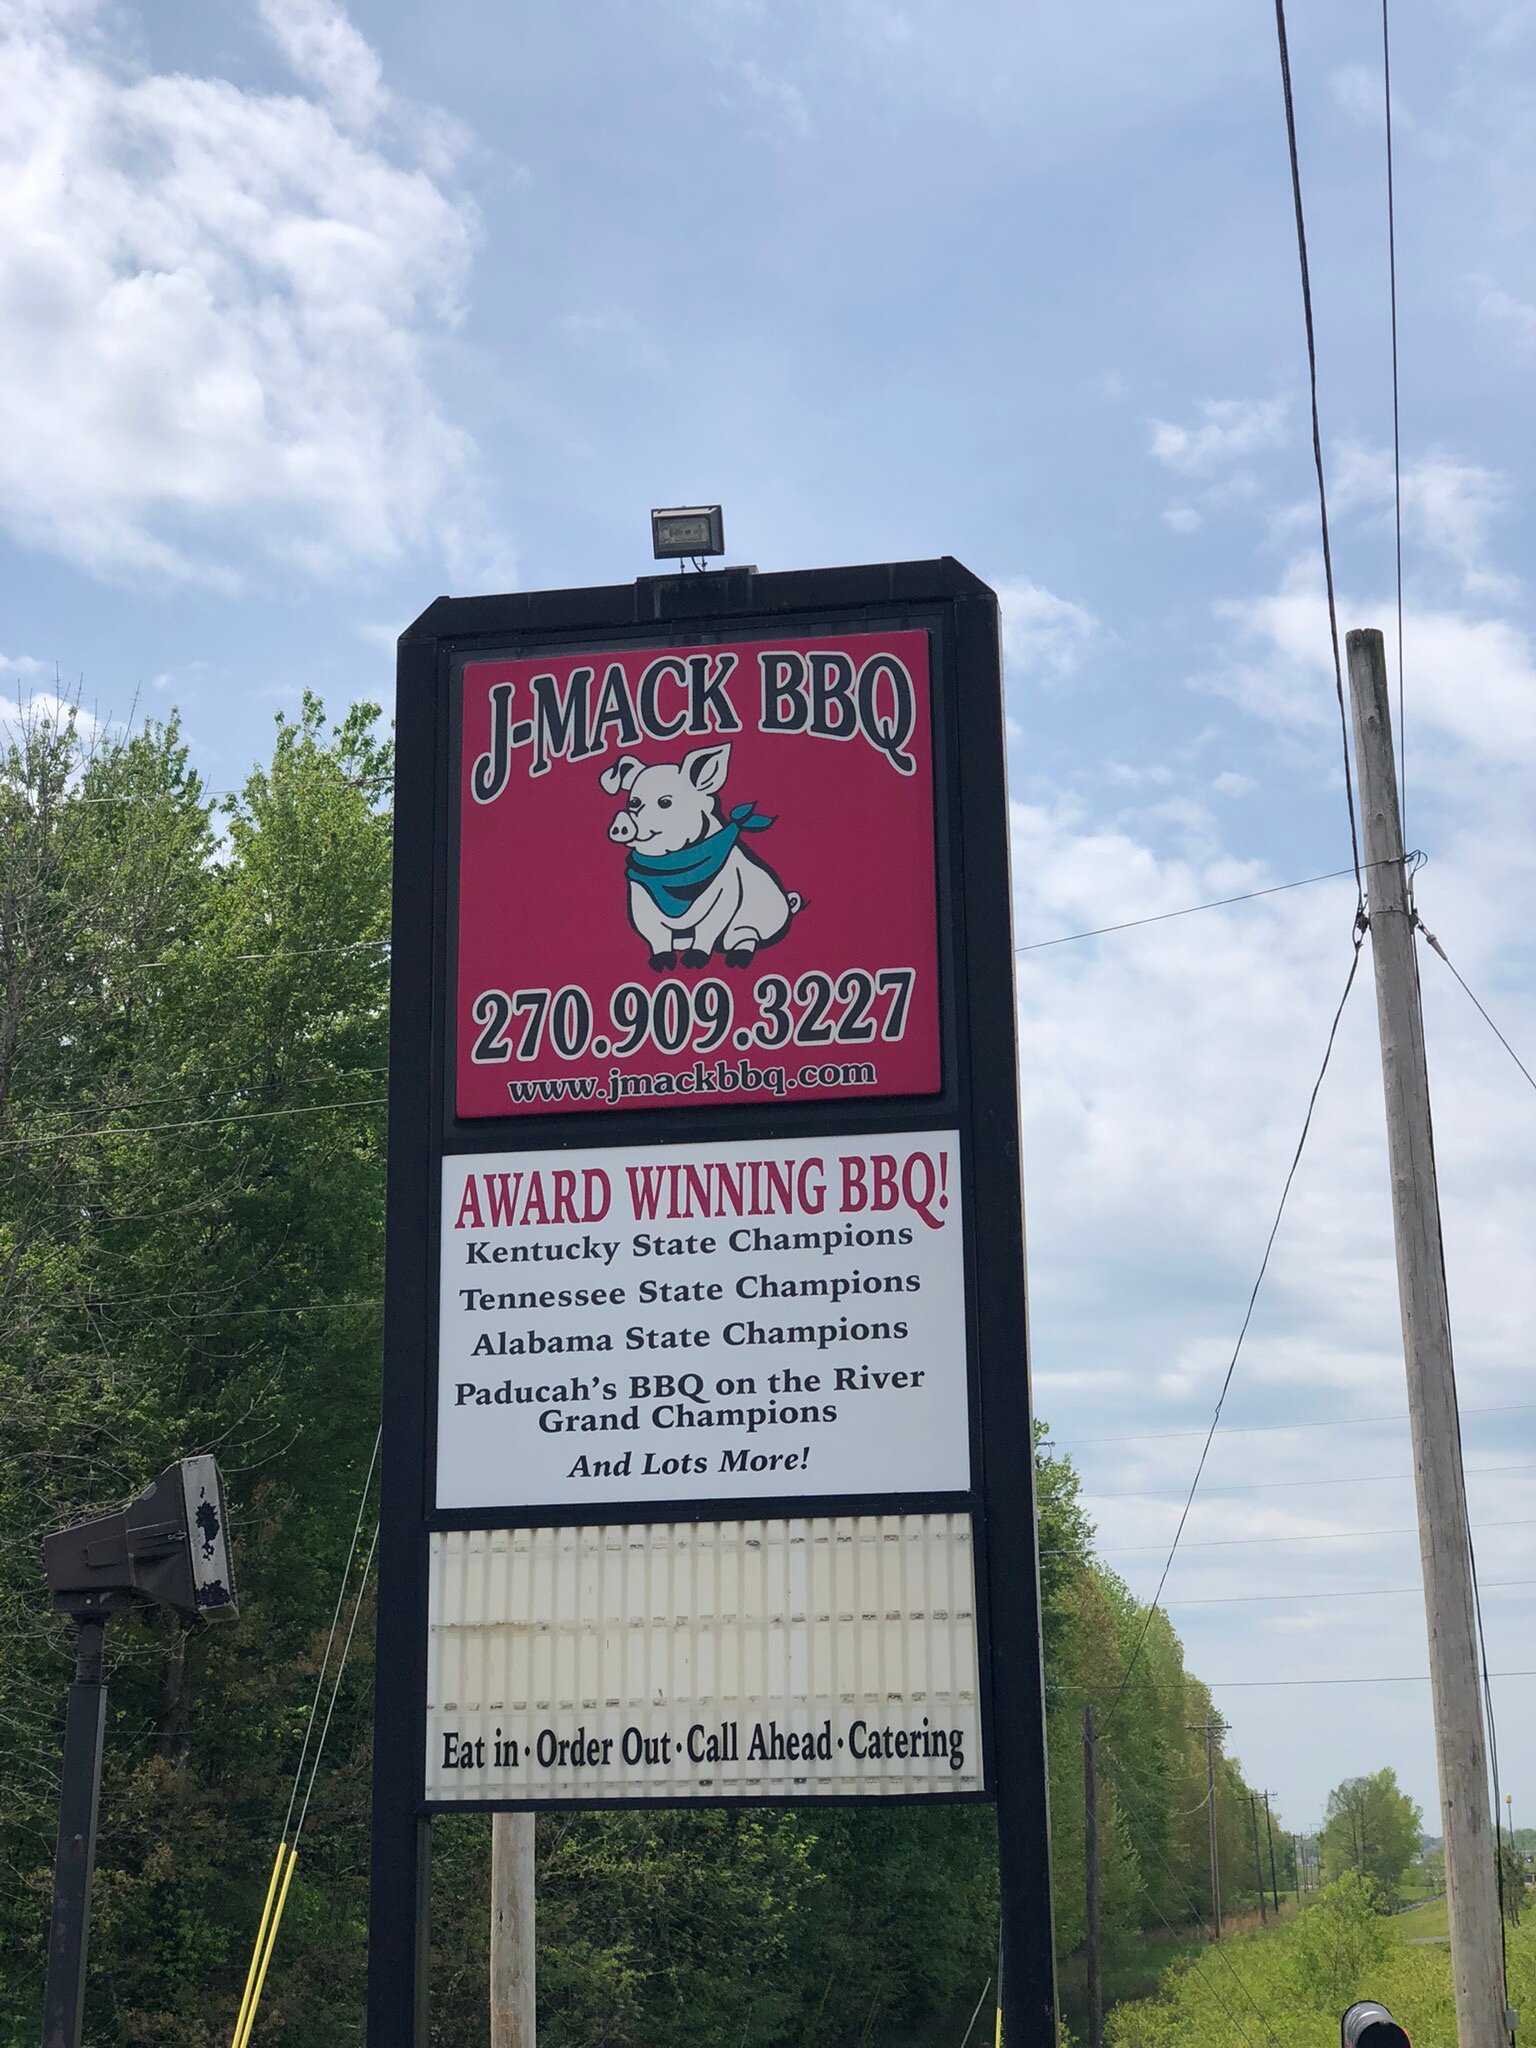 J-MACK BBQ
270.909.3227
www.jmackbbq.com
AWARD WINNING BBQ!
Kentucky State Champions
Tennessee State Champions
Alabama State Champions
Paducah's BBQ on the River
Grand Champions
And Lots More!
Eat in · Order Out · Call Ahead · Catering